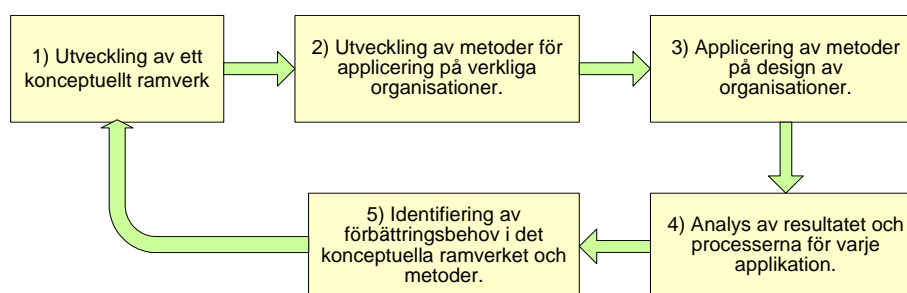 1) Utveckling av ett
konceptuellt ramverk
2) Utveckling av metoder för
applicering på verkliga
organisationer.
3) Applicering av metoder
på design av
organisationer.
4) Analys av resultatet och
processerna för varje
applikation.
5) Identifiering av
förbättringsbehov i det
konceptuella ramverket och
metoder.